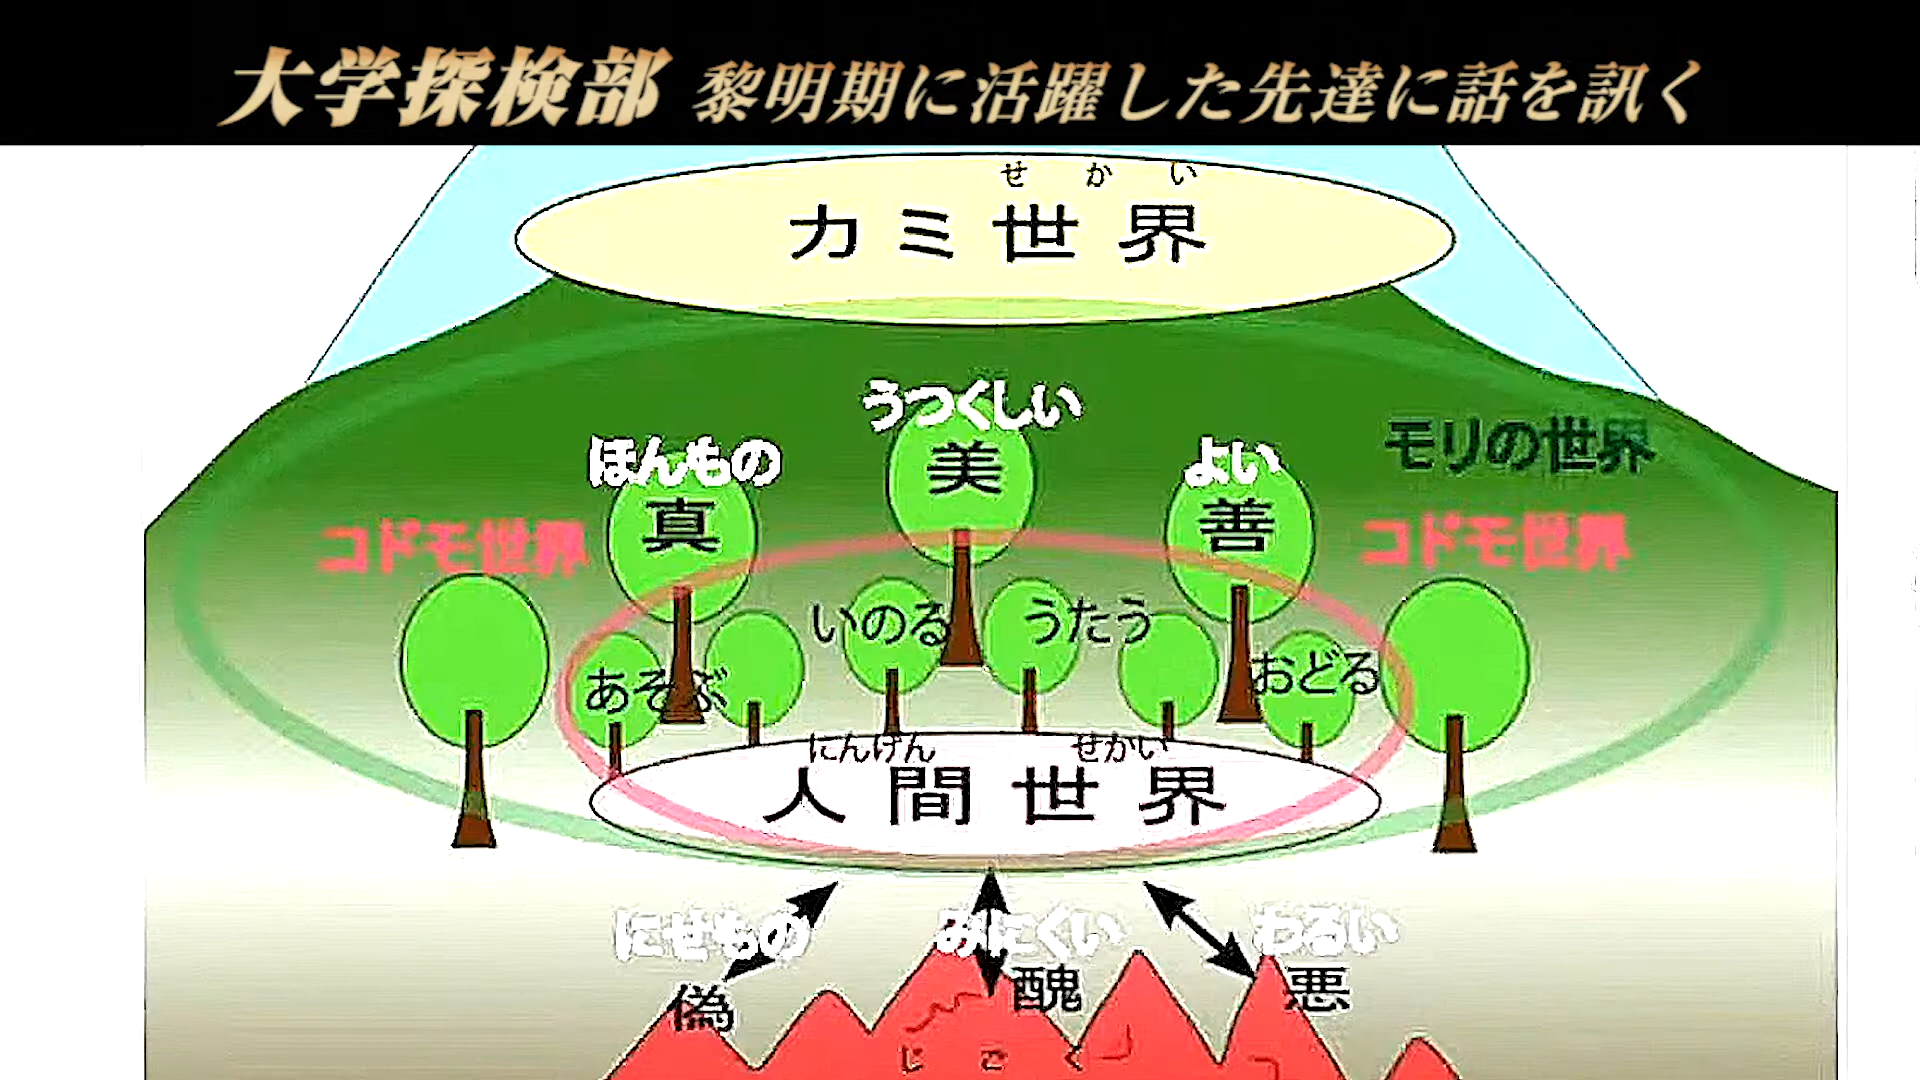 大学探検部 黎明期に活躍した先達に話を訊く
せかい
カミ世界
うつくしい
美
ほんもの
真
よい
善
モリの世界
コドモ世界
コドモ世界
いのる
うたう
あそぶ
おどる
にんげん せかい
人間世界
にせもの
偽
みにくい
醜
わるい
悪
じごく